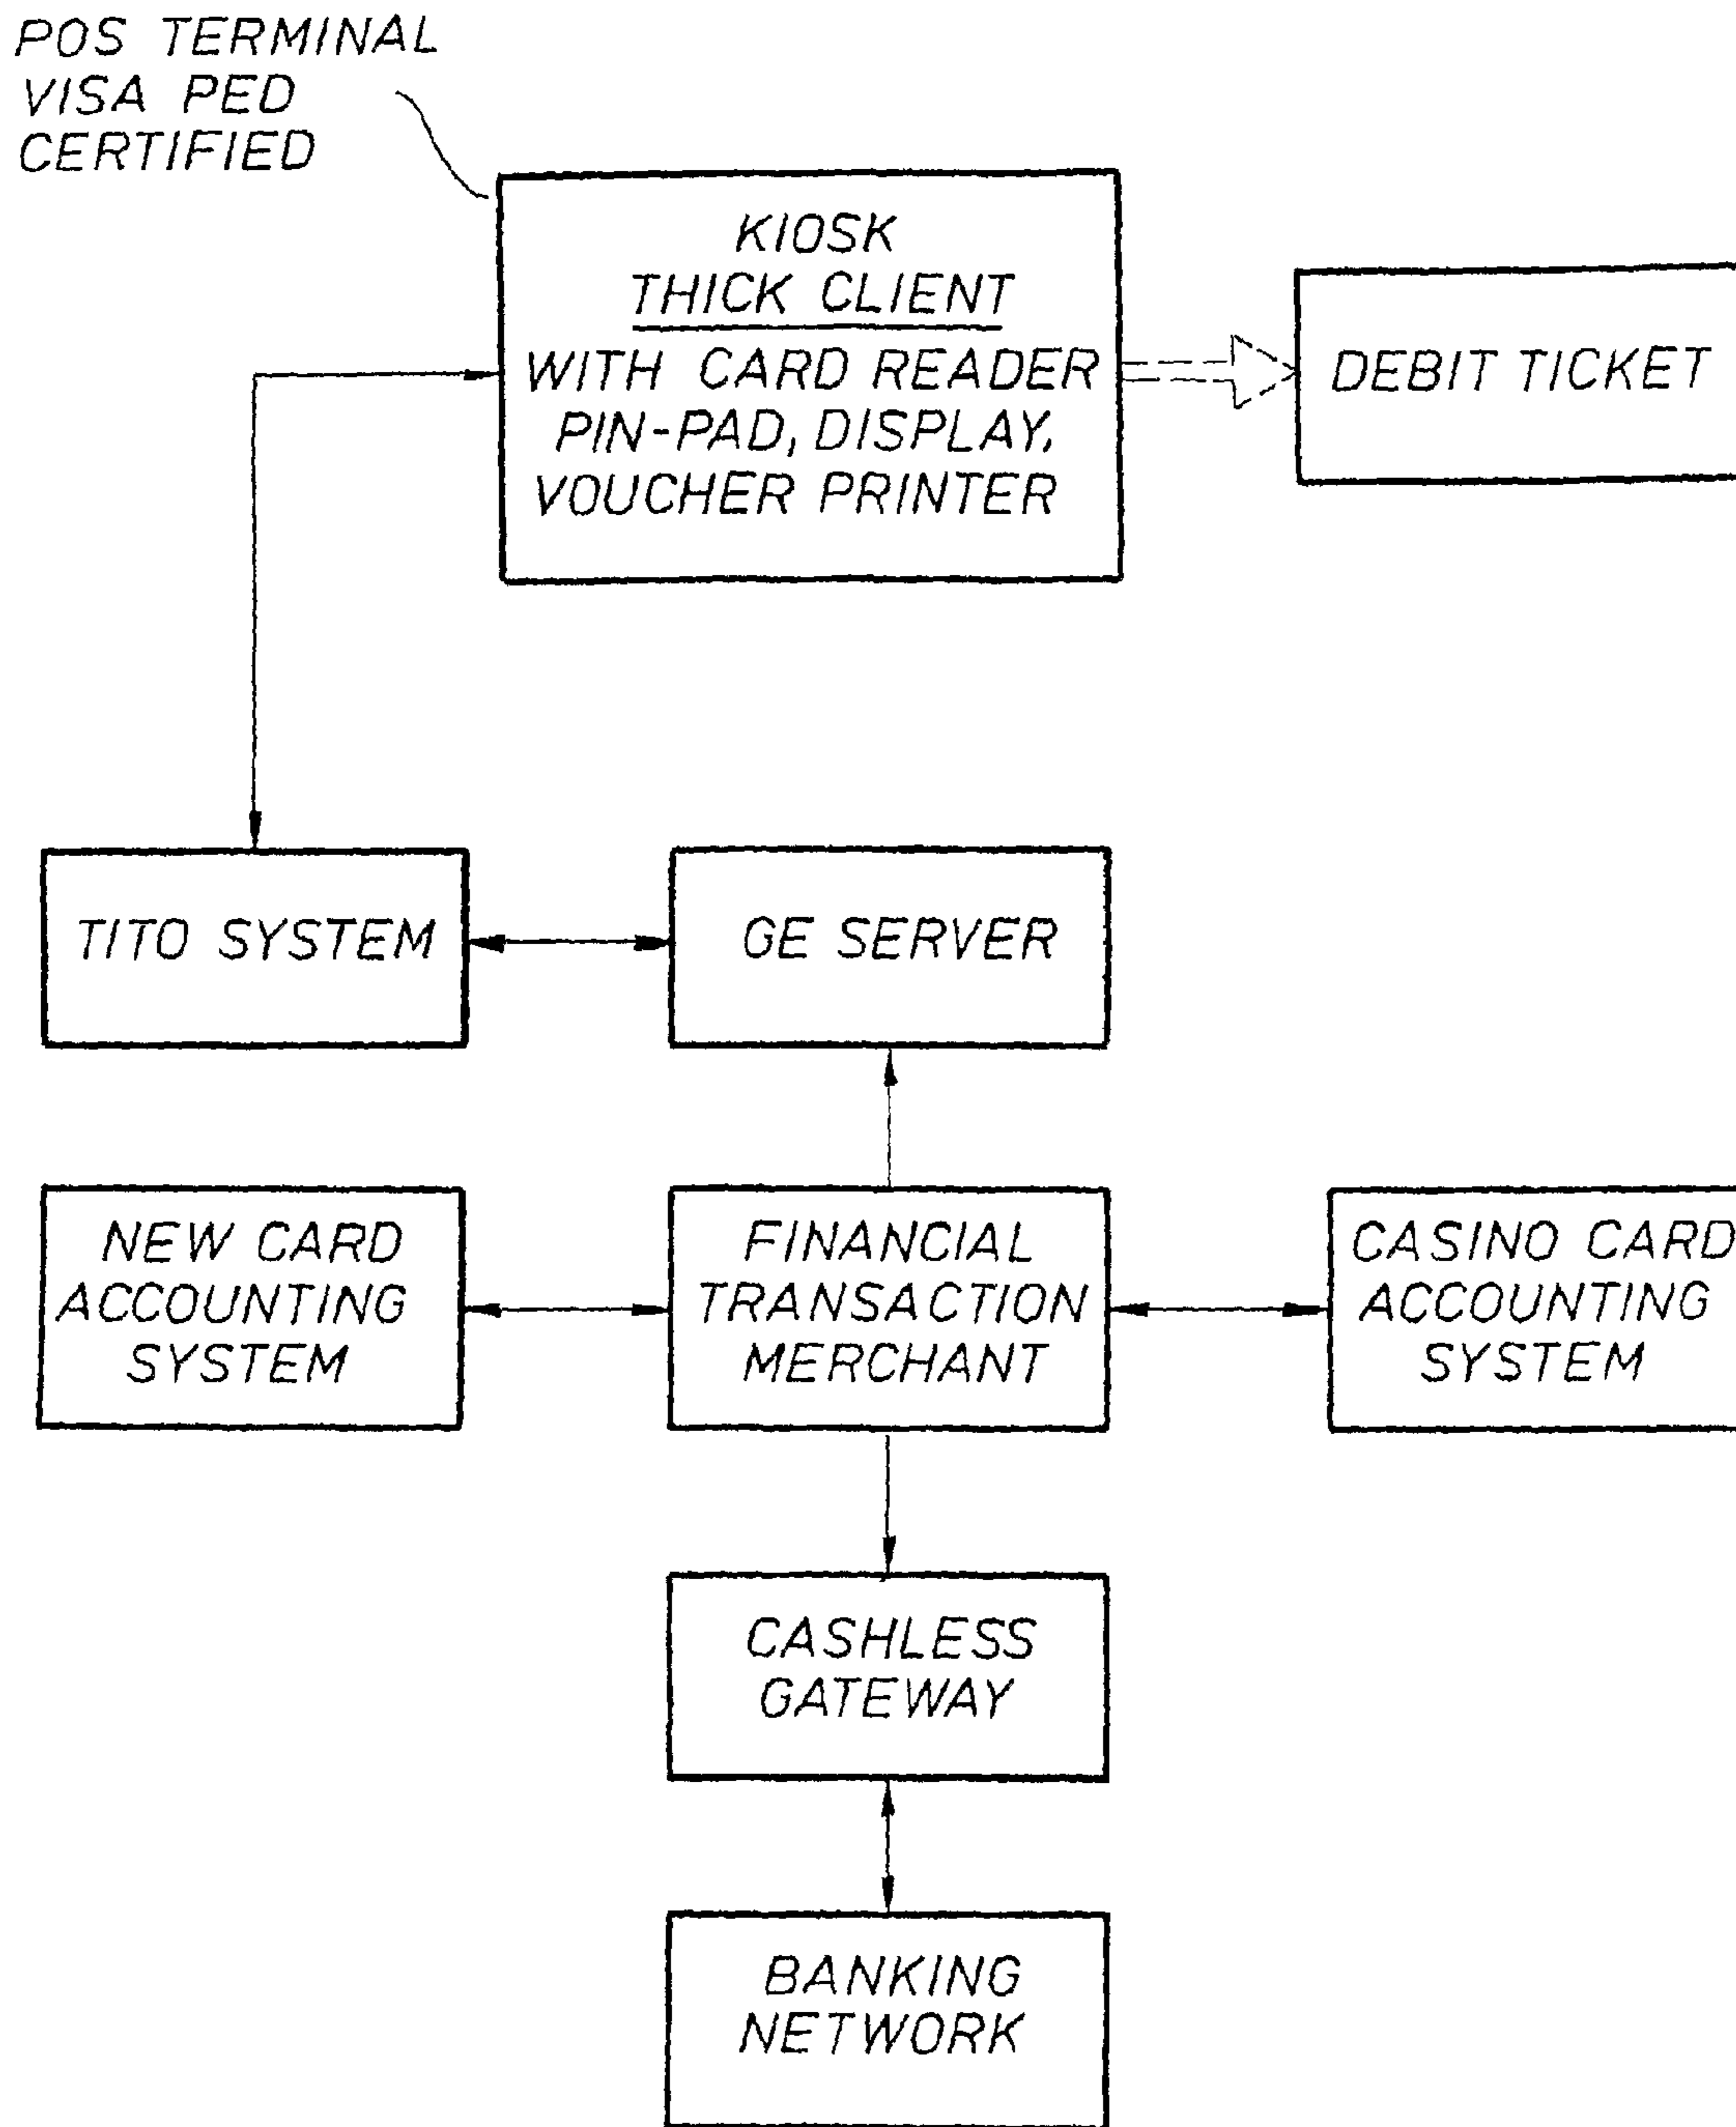 POS TERMINAL
VISA PED
CERTIFIED
KIOSK
THICK CLIENT
WITH CARD READER
PIN-PAD, DISPLAY,
VOUCHER PRINTER
DEBIT TICKET
TITO SYSTEM
GE SERVER
NEW CARD
ACCOUNTING
SYSTEM
FINANCIAL
TRANSACTION
MERCHANT
CASINO CARD
ACCOUNTING
SYSTEM
CASHLESS
GATEWAY
BANKING
NETWORK